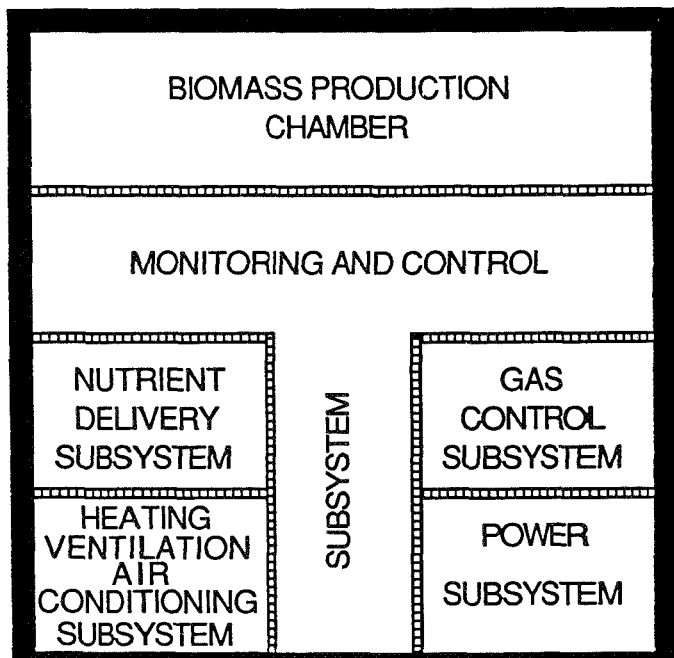 BIOMASS PRODUCTION
CHAMBER
MONITORING AND CONTROL
SUBSYSTEM
NUTRIENT
DELIVERY
SUBSYSTEM
GAS
CONTROL
SUBSYSTEM
HEATING
VENTILATION
AIR
CONDITIONING
SUBSYSTEM
POWER
SUBSYSTEM